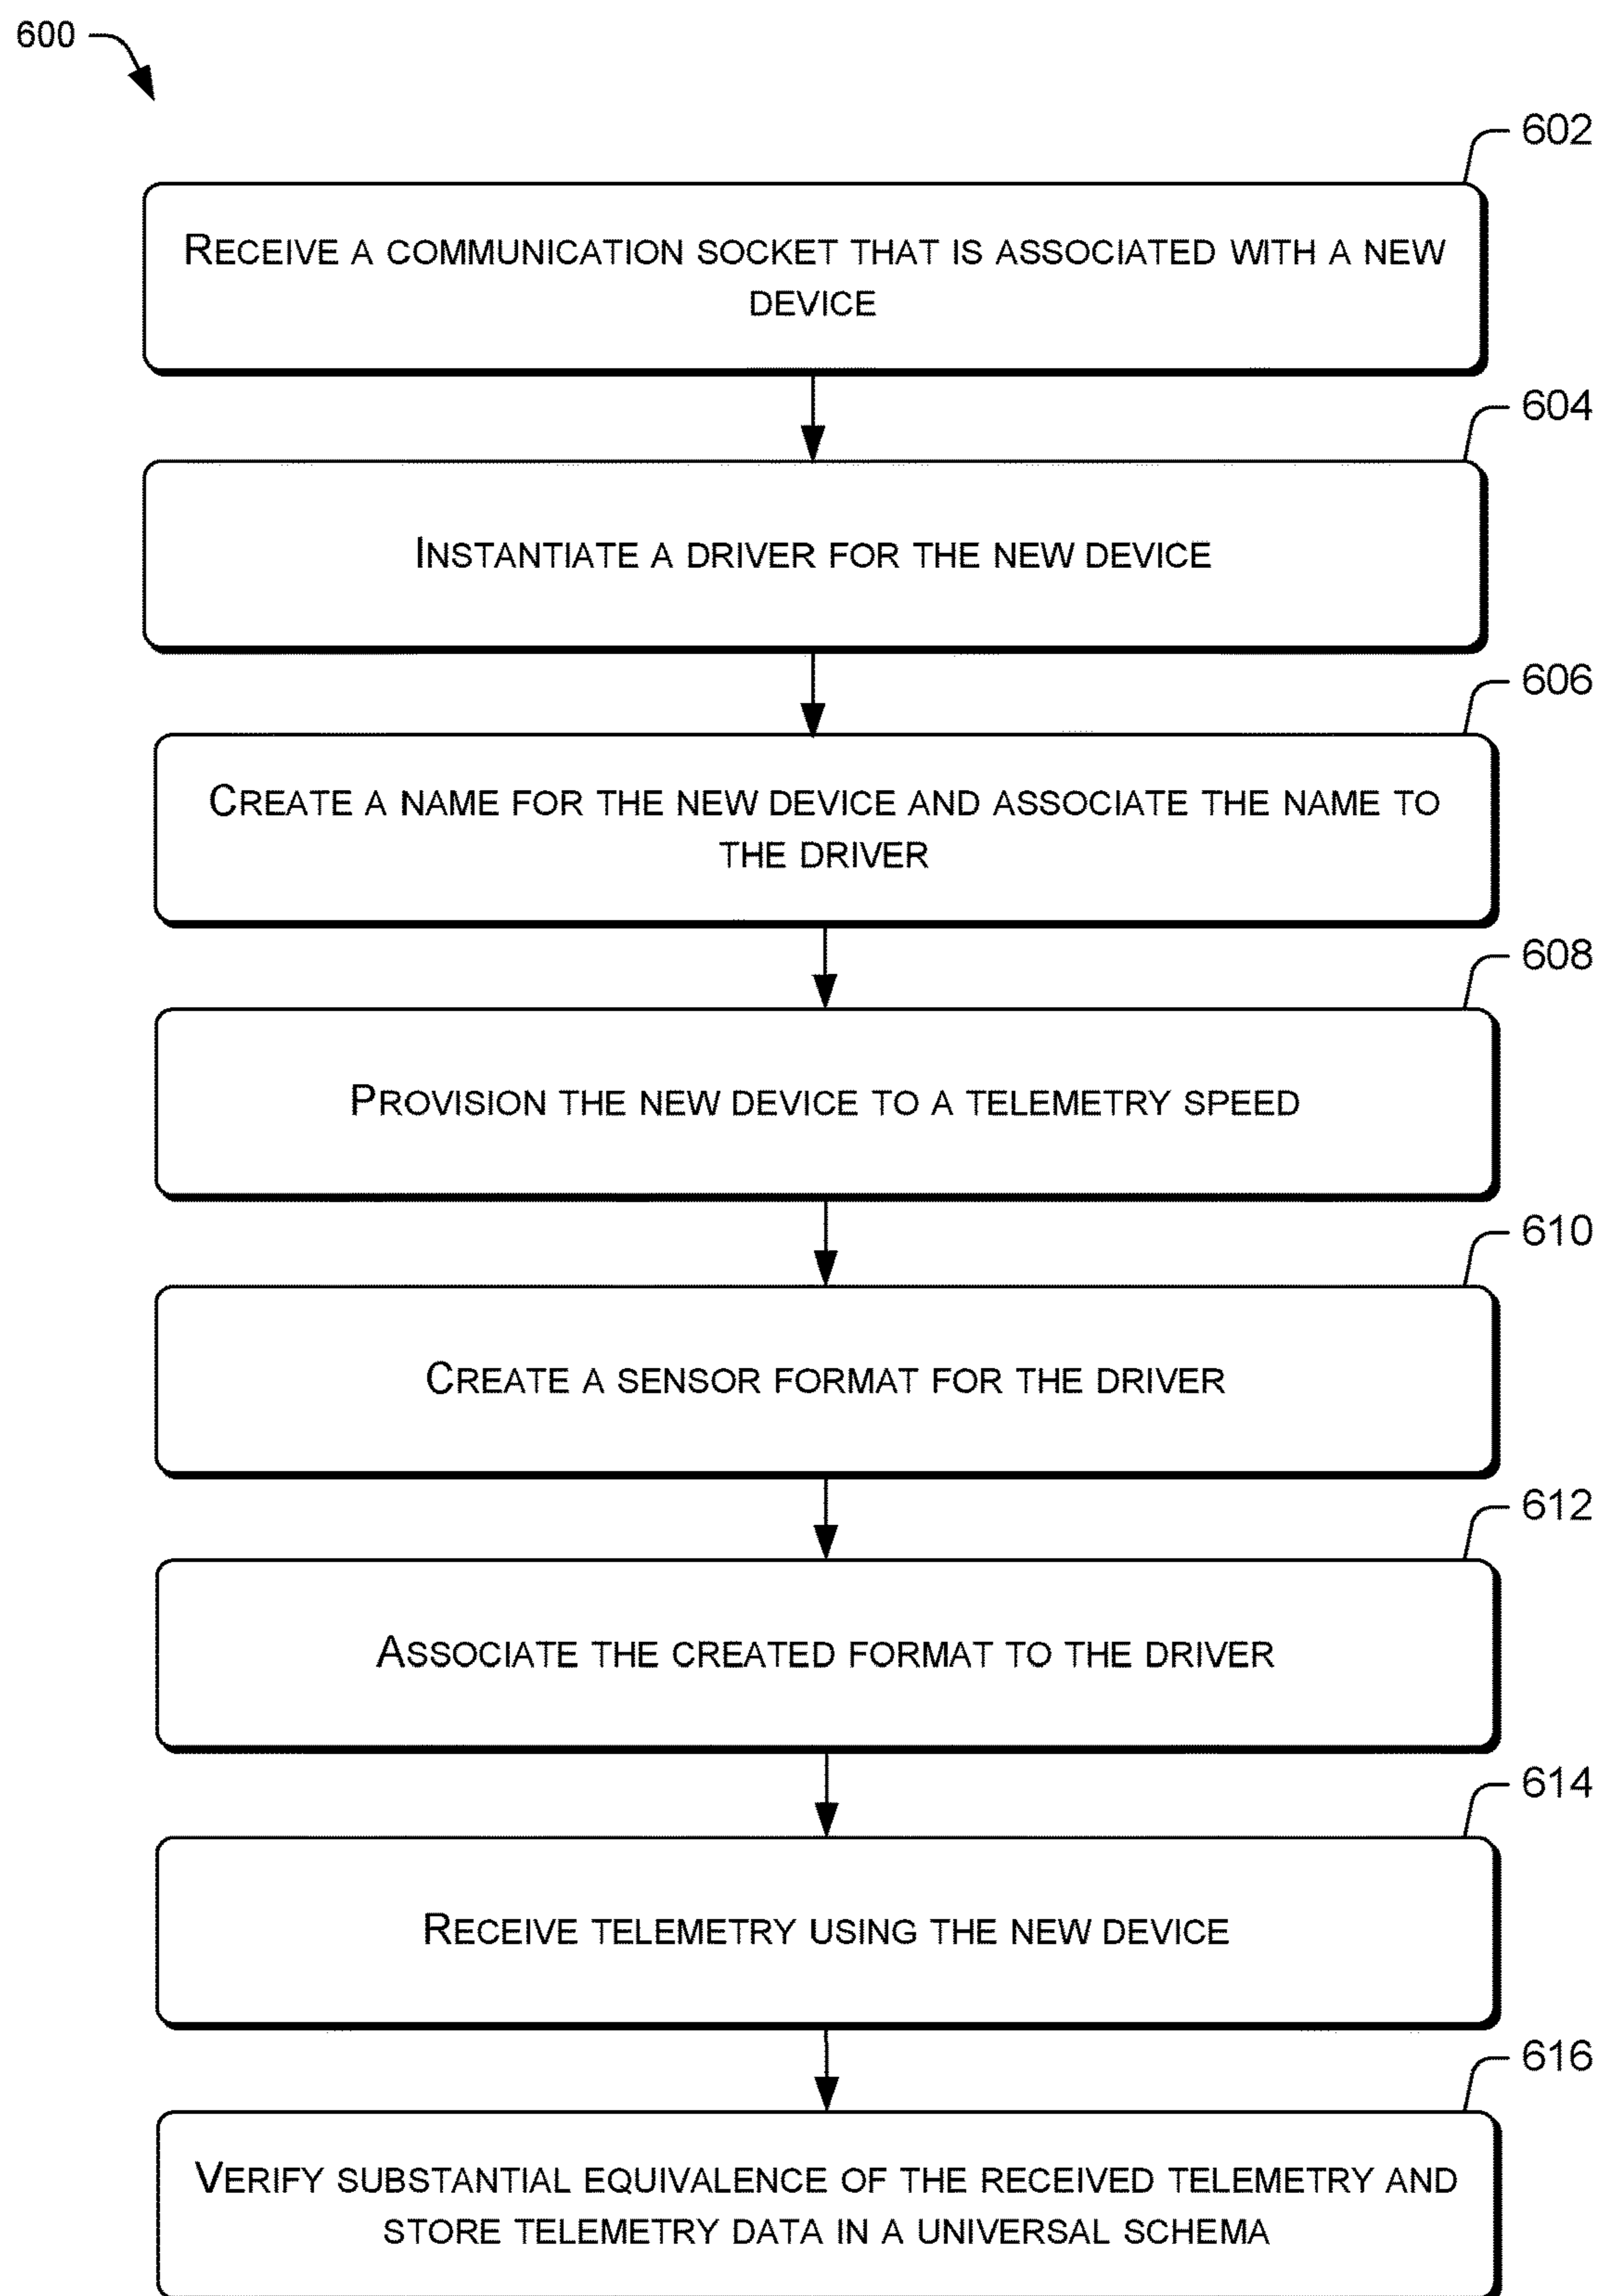 600
602
RECEIVE A COMMUNICATION SOCKET THAT IS ASSOCIATED WITH A NEW
DEVICE
604
INSTANTIATE A DRIVER FOR THE NEW DEVICE
606
CREATE A NAME FOR THE NEW DEVICE AND ASSOCIATE THE NAME TO
THE DRIVER
608
PROVISION THE NEW DEVICE TO A TELEMETRY SPEED
610
CREATE A SENSOR FORMAT FOR THE DRIVER
612
ASSOCIATE THE CREATED FORMAT TO THE DRIVER
614
RECEIVE TELEMETRY USING THE NEW DEVICE
616
VERIFY SUBSTANTIAL EQUIVALENCE OF THE RECEIVED TELEMETRY AND
STORE TELEMETRY DATA IN A UNIVERSAL SCHEMA